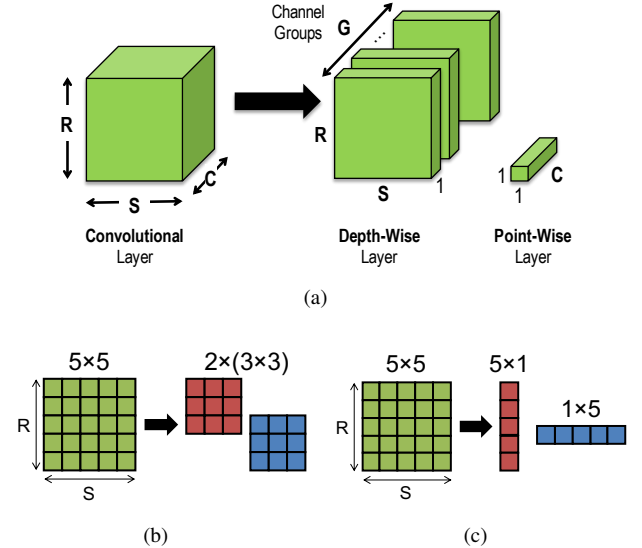 Channel
Groups
G
...
R
C
S
R
S
1
1
1
C
Convolutional
Layer
Depth-Wise
Layer
Point-Wise
Layer
(a)
5×5
2×(3×3)
R
S
(b)
5×5
5×1
1×5
R
S
(c)